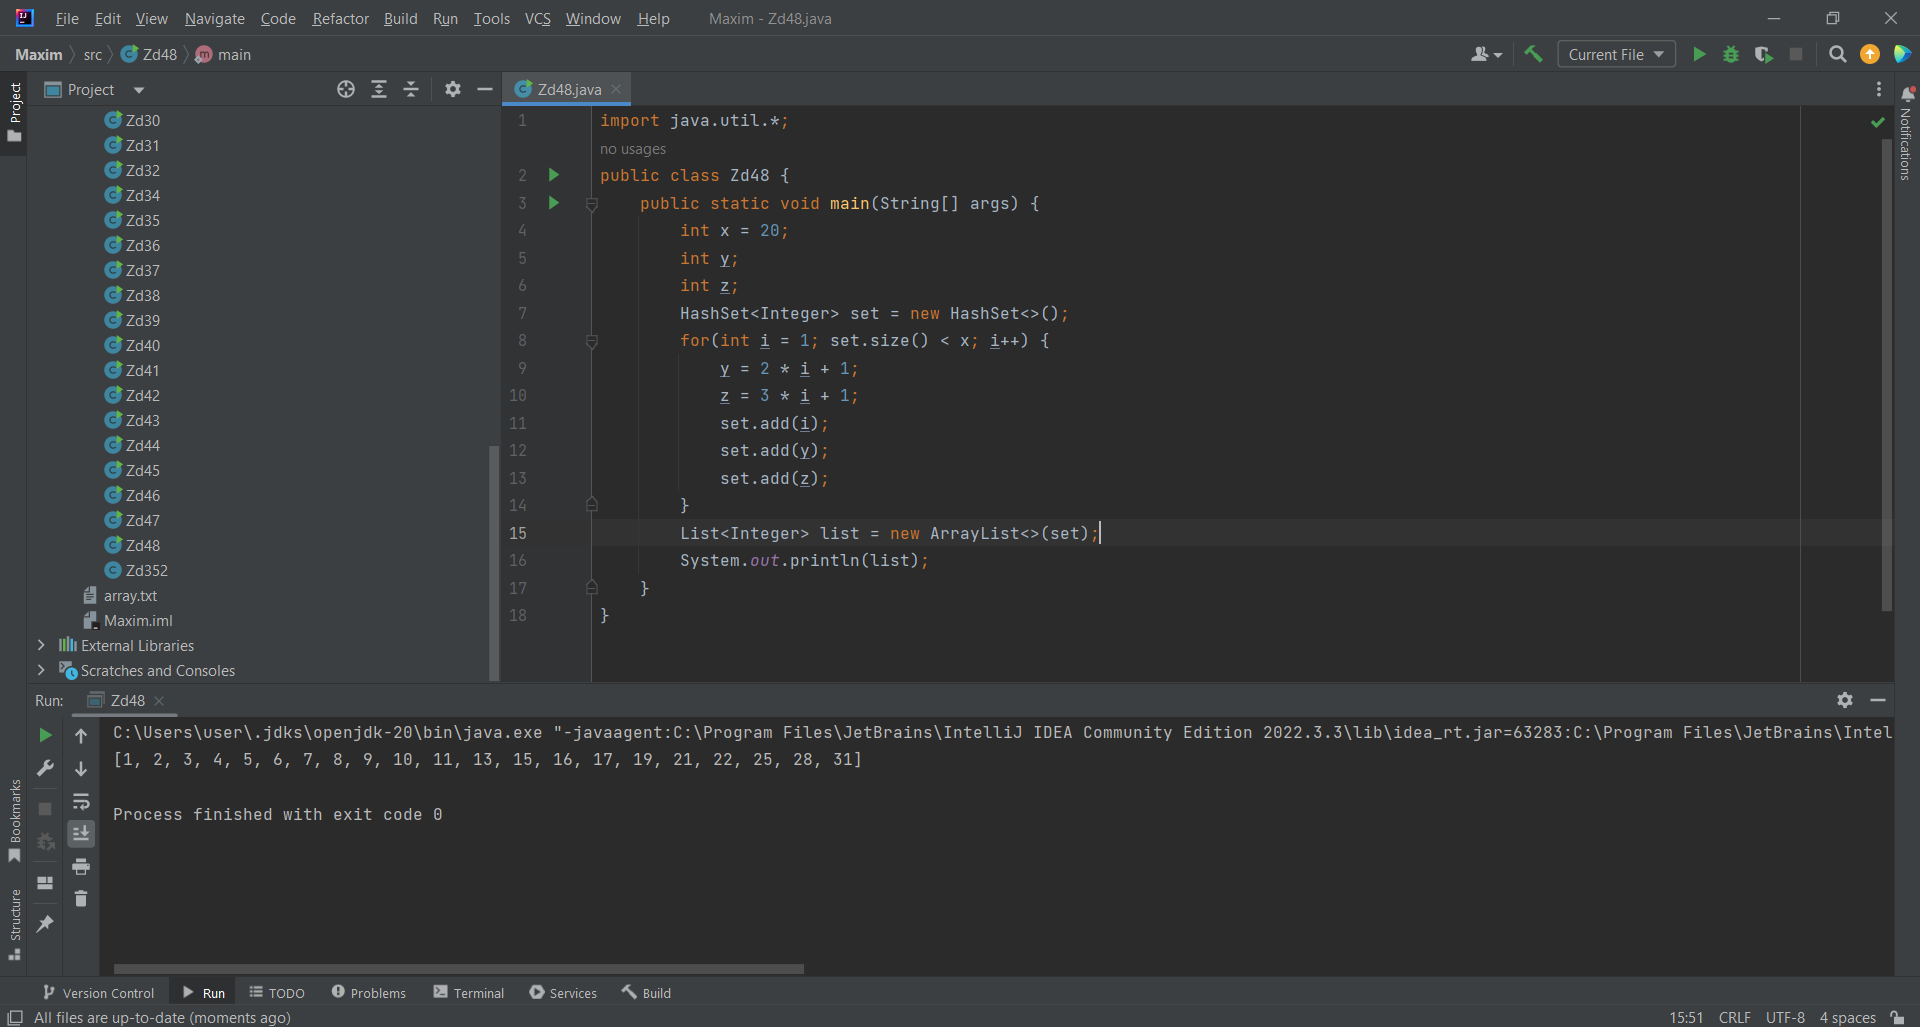 File Edit View Navigate Code Refactor Build Run Tools VCS Window Help Maxim - Zd48.java
Maxim src Zd48 main Current File
Project
Project Zd48.java
Notifications
Zd30
Zd31
Zd32
Zd34
Zd35
Zd36
Zd37
Zd38
Zd39
Zd40
Zd41
Zd42
Zd43
Zd44
Zd45
Zd46
Zd47
Zd48
Zd352
array.txt
Maxim.iml
External Libraries
Scratches and Consoles
1 import java.util.*;
no usages
2 public class Zd48 {
3 public static void main(String[] args) {
4 int x = 20;
5 int y;
6 int z;
7 HashSet<Integer> set = new HashSet<>();
8 for(int i = 1; set.size() < x; i++) {
9 y = 2 * i + 1;
10 z = 3 * i + 1;
11 set.add(i);
12 set.add(y);
13 set.add(z);
14 }
15 List<Integer> list = new ArrayList<>(set);
16 System.out.println(list);
17 }
18 }
Run: Zd48
C:\Users\user\.jdks\openjdk-20\bin\java.exe "-javaagent:C:\Program Files\JetBrains\IntelliJ IDEA Community Edition 2022.3.3\lib\idea_rt.jar=63283:C:\Program Files\JetBrains\Intel
[1, 2, 3, 4, 5, 6, 7, 8, 9, 10, 11, 13, 15, 16, 17, 19, 21, 22, 25, 28, 31]
Process finished with exit code 0
Bookmarks
Structure
Version Control Run TODO Problems Terminal Services Build
All files are up-to-date (moments ago) 15:51 CRLF UTF-8 4 spaces